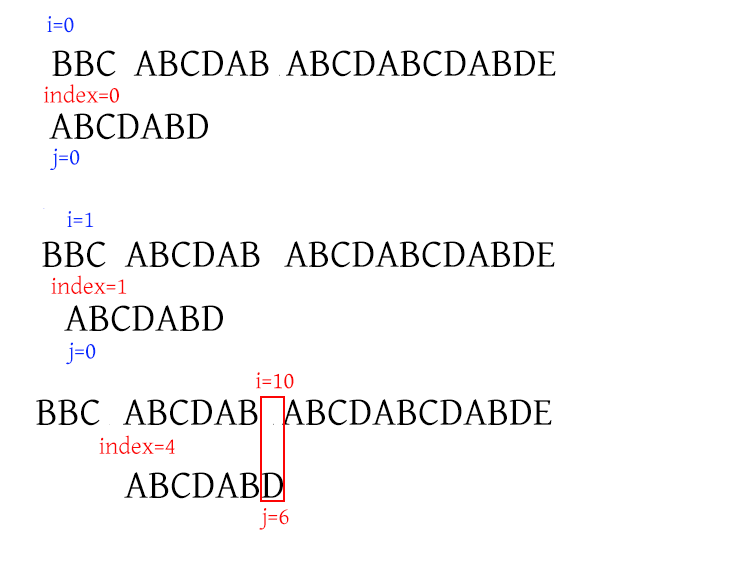 i=0
BBC ABCDAB ABCDABCDABDE
index=0
ABCDABD
j=0
i=1
BBC ABCDAB ABCDABCDABDE
index=1
ABCDABD
j=0
i=10
BBC ABCDAB ABCDABCDABDE
index=4
ABCDABD
j=6